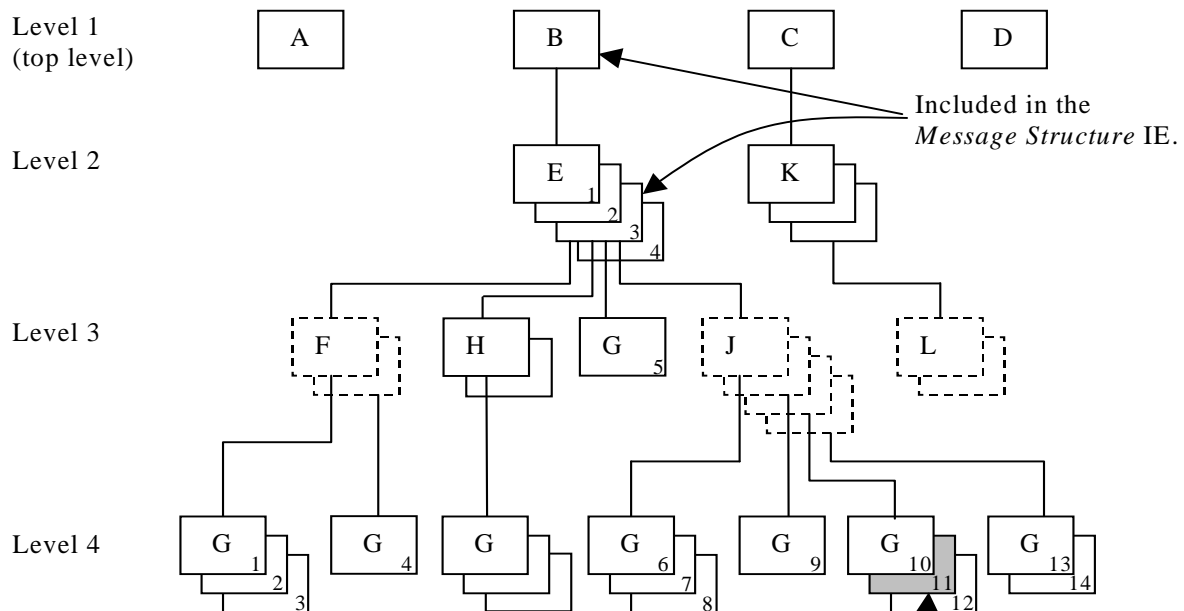 Level 1
(top level)
A
B
C
D
Included in the
Message Structure IE.
Level 2
E
1
2
3
4
K
Level 3
F
H
G
5
J
L
Level 4
G
1
2
3
G
4
G
G
6
7
8
G
9
G
10
11
12
G
13
14